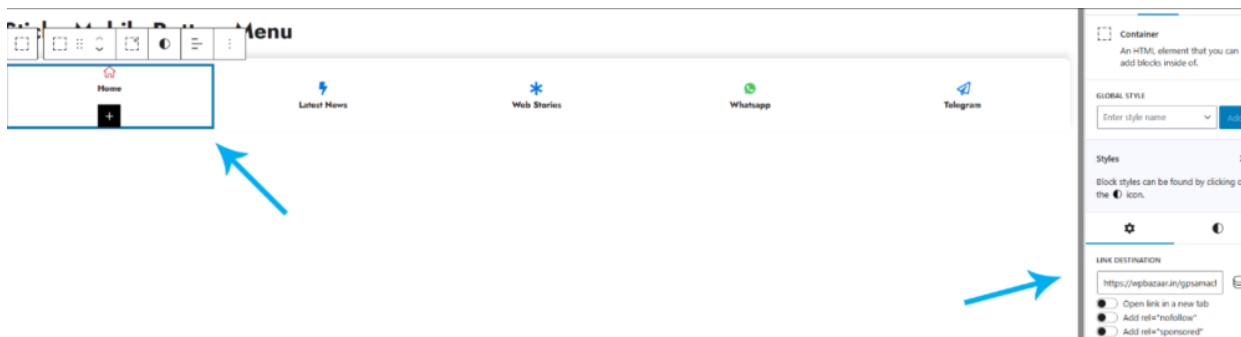 Menu
Home
Latest News
Web Stories
Whatsapp
Telegram
Container
An HTML element that you can
add blocks inside of.
GLOBAL STYLE
Enter style name
Add
Styles
Block styles can be found by clicking
the icon.
LINK DESTINATION
https://wpbazaar.in/gpsamacl
Open link in a new tab
Add rel="nofollow"
Add rel="sponsored"